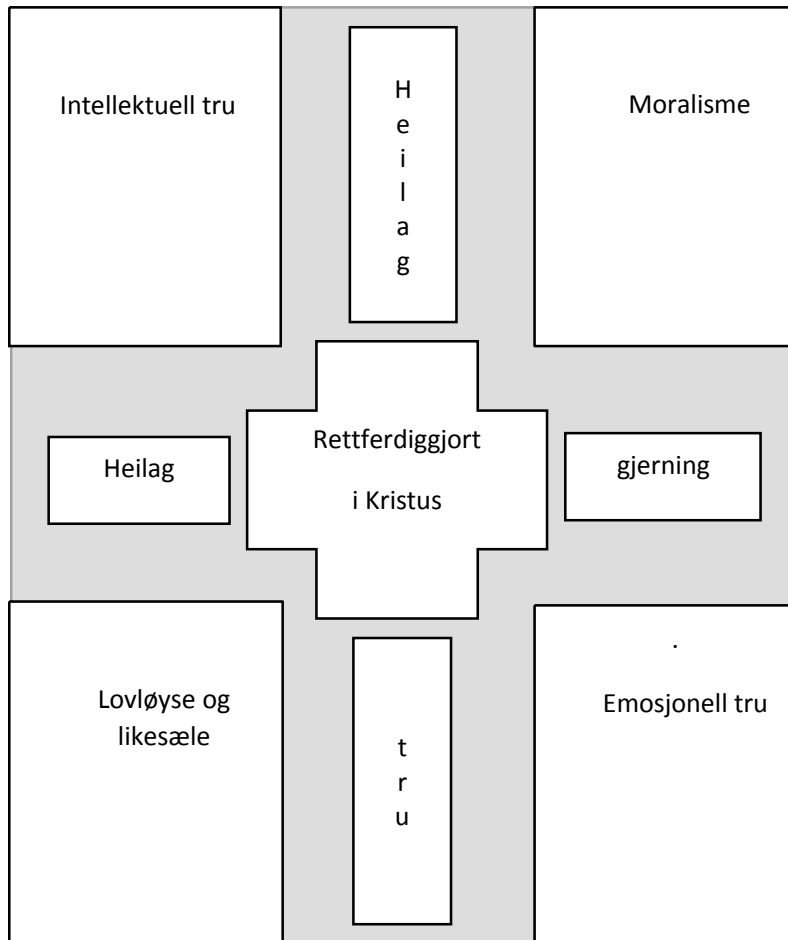 Intellektuell tru
H
e
i
l
a
g
Moralisme
Heilag
Rettferdiggjort
i Kristus
gjerning
Lovløyse og
likesæle
t
r
u
.
Emosjonell tru